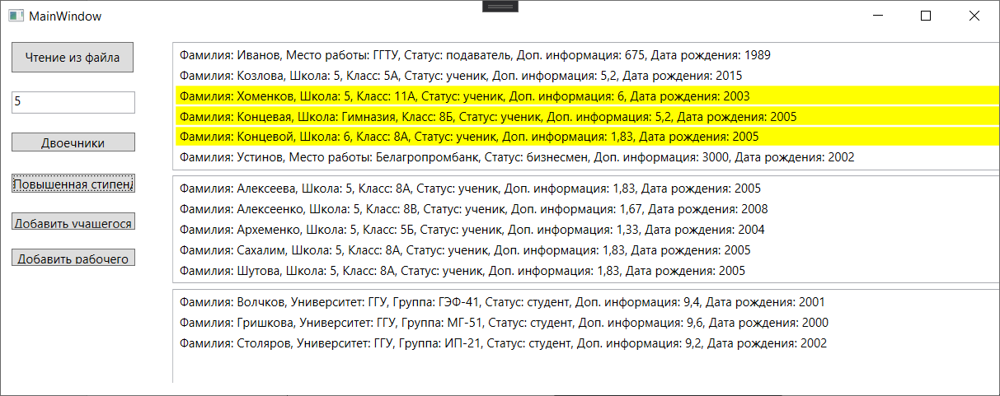 MainWindow
Чтение из файла
5
Двоечники
Повышенная стипенд
Добавить учащегося
Добавить рабочего
Фамилия: Иванов, Место работы: ГГТУ, Статус: подаватель, Доп. информация: 675, Дата рождения: 1989
Фамилия: Козлова, Школа: 5, Класс: 5А, Статус: ученик, Доп. информация: 5,2, Дата рождения: 2015
Фамилия: Хоменков, Школа: 5, Класс: 11А, Статус: ученик, Доп. информация: 6, Дата рождения: 2003
Фамилия: Концевая, Школа: Гимназия, Класс: 8Б, Статус: ученик, Доп. информация: 5,2, Дата рождения: 2005
Фамилия: Концевой, Школа: 6, Класс: 8А, Статус: ученик, Доп. информация: 1,83, Дата рождения: 2005
Фамилия: Устинов, Место работы: Белагропромбанк, Статус: бизнесмен, Доп. информация: 3000, Дата рождения: 2002
Фамилия: Алексеева, Школа: 5, Класс: 8А, Статус: ученик, Доп. информация: 1,83, Дата рождения: 2005
Фамилия: Алексеенко, Школа: 5, Класс: 8В, Статус: ученик, Доп. информация: 1,67, Дата рождения: 2008
Фамилия: Археменко, Школа: 5, Класс: 5Б, Статус: ученик, Доп. информация: 1,33, Дата рождения: 2004
Фамилия: Сахалим, Школа: 5, Класс: 8А, Статус: ученик, Доп. информация: 1,83, Дата рождения: 2005
Фамилия: Шутова, Школа: 5, Класс: 8А, Статус: ученик, Доп. информация: 1,83, Дата рождения: 2005
Фамилия: Волчков, Университет: ГГУ, Группа: ГЭФ-41, Статус: студент, Доп. информация: 9,4, Дата рождения: 2001
Фамилия: Гришкова, Университет: ГГУ, Группа: МГ-51, Статус: студент, Доп. информация: 9,6, Дата рождения: 2000
Фамилия: Столяров, Университет: ГГУ, Группа: ИП-21, Статус: студент, Доп. информация: 9,2, Дата рождения: 2002